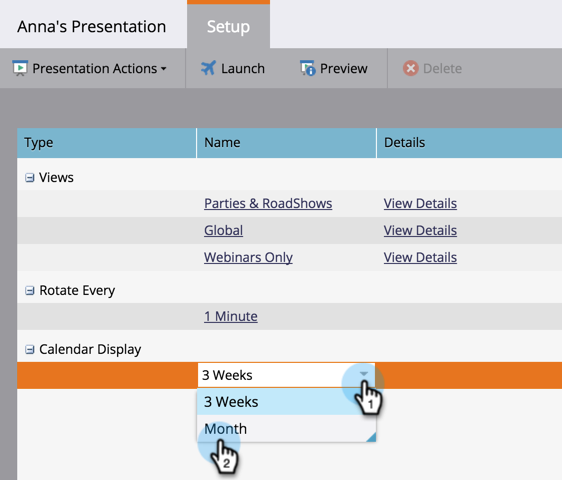 Anna's Presentation Setup
Presentation Actions Launch Preview Delete
Type Name Details
Views
Parties & RoadShows View Details
Global View Details
Webinars Only View Details
Rotate Every
1 Minute
Calendar Display
3 Weeks
3 Weeks
1
Month
2